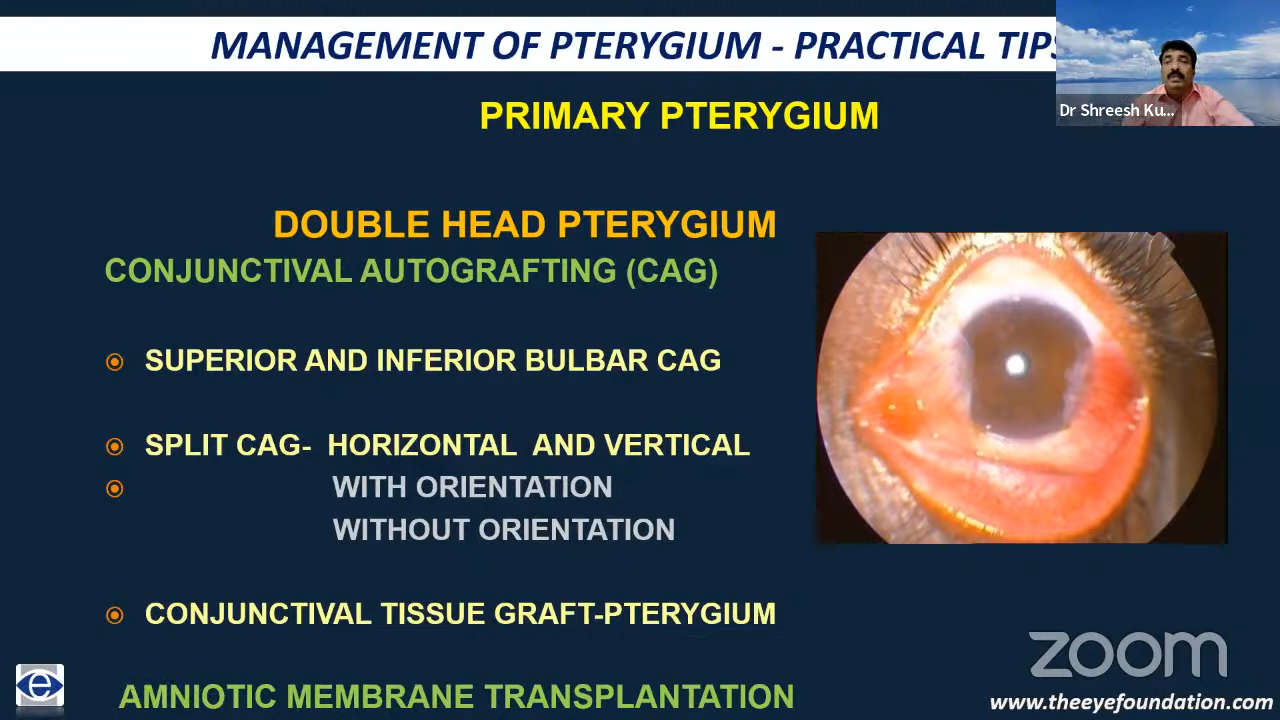 MANAGEMENT OF PTERYGIUM - PRACTICAL TIPS
Dr Shreesh Ku...
PRIMARY PTERYGIUM
DOUBLE HEAD PTERYGIUM
CONJUNCTIVAL AUTOGRAFTING (CAG)
SUPERIOR AND INFERIOR BULBAR CAG
SPLIT CAG- HORIZONTAL AND VERTICAL
WITH ORIENTATION
WITHOUT ORIENTATION
CONJUNCTIVAL TISSUE GRAFT-PTERYGIUM
AMNIOTIC MEMBRANE TRANSPLANTATION
zoom
e
www.theeyefoundation.com